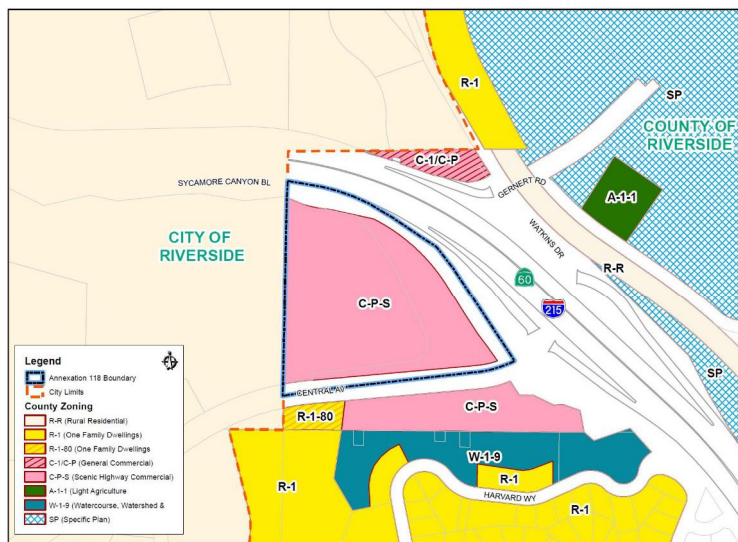 R-1
SP
COUNTY OF
RIVERSIDE
C-1/C-P
SYCAMORE CANYON BL
GERNERT RD
A-1-1
WATKINS DR
CITY OF
RIVERSIDE
R-R
60
C-P-S
215
Legend
Annexation 118 Boundary
City Limits
County Zoning
R-R (Rural Residential)
R-1 (One Family Dwellings)
R-1-80 (One Family Dwellings
C-1/C-P (General Commercial)
C-P-S (Scenic Highway Commercial)
A-1-1 (Light Agriculture
W-1-9 (Watercourse, Watershed &
SP (Specific Plan)
SP
CENTRAL AV
R-1-80
C-P-S
W-1-9
R-1
R-1
HARVARD WY
R-1